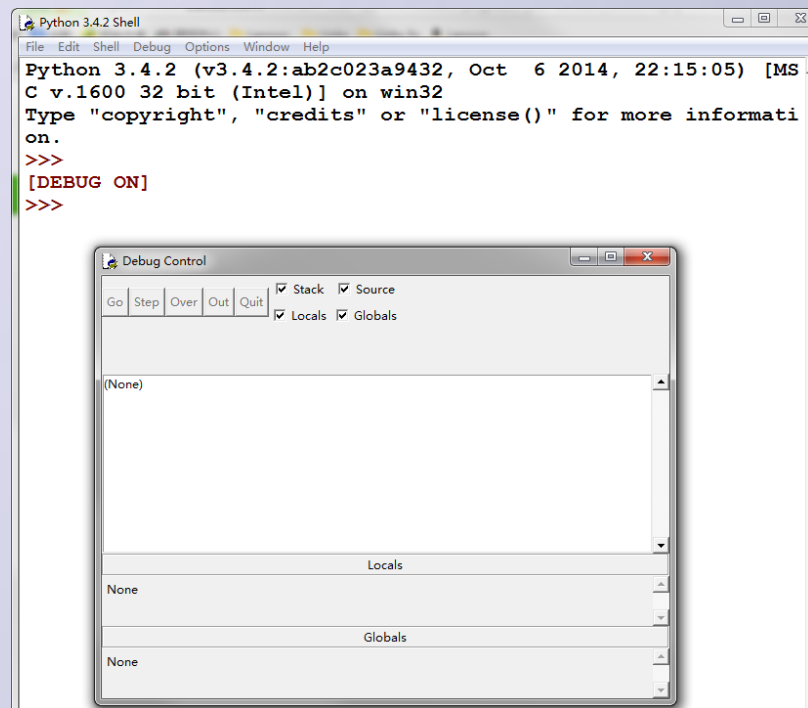 Python 3.4.2 Shell
File Edit Shell Debug Options Window Help
Python 3.4.2 (v3.4.2:ab2c023a9432, Oct  6 2014, 22:15:05) [MS
C v.1600 32 bit (Intel)] on win32
Type "copyright", "credits" or "license()" for more informati
on.
>>>
[DEBUG ON]
>>>
Debug Control
Go Step Over Out Quit
Stack Source
Locals Globals
(None)
Locals
None
Globals
None